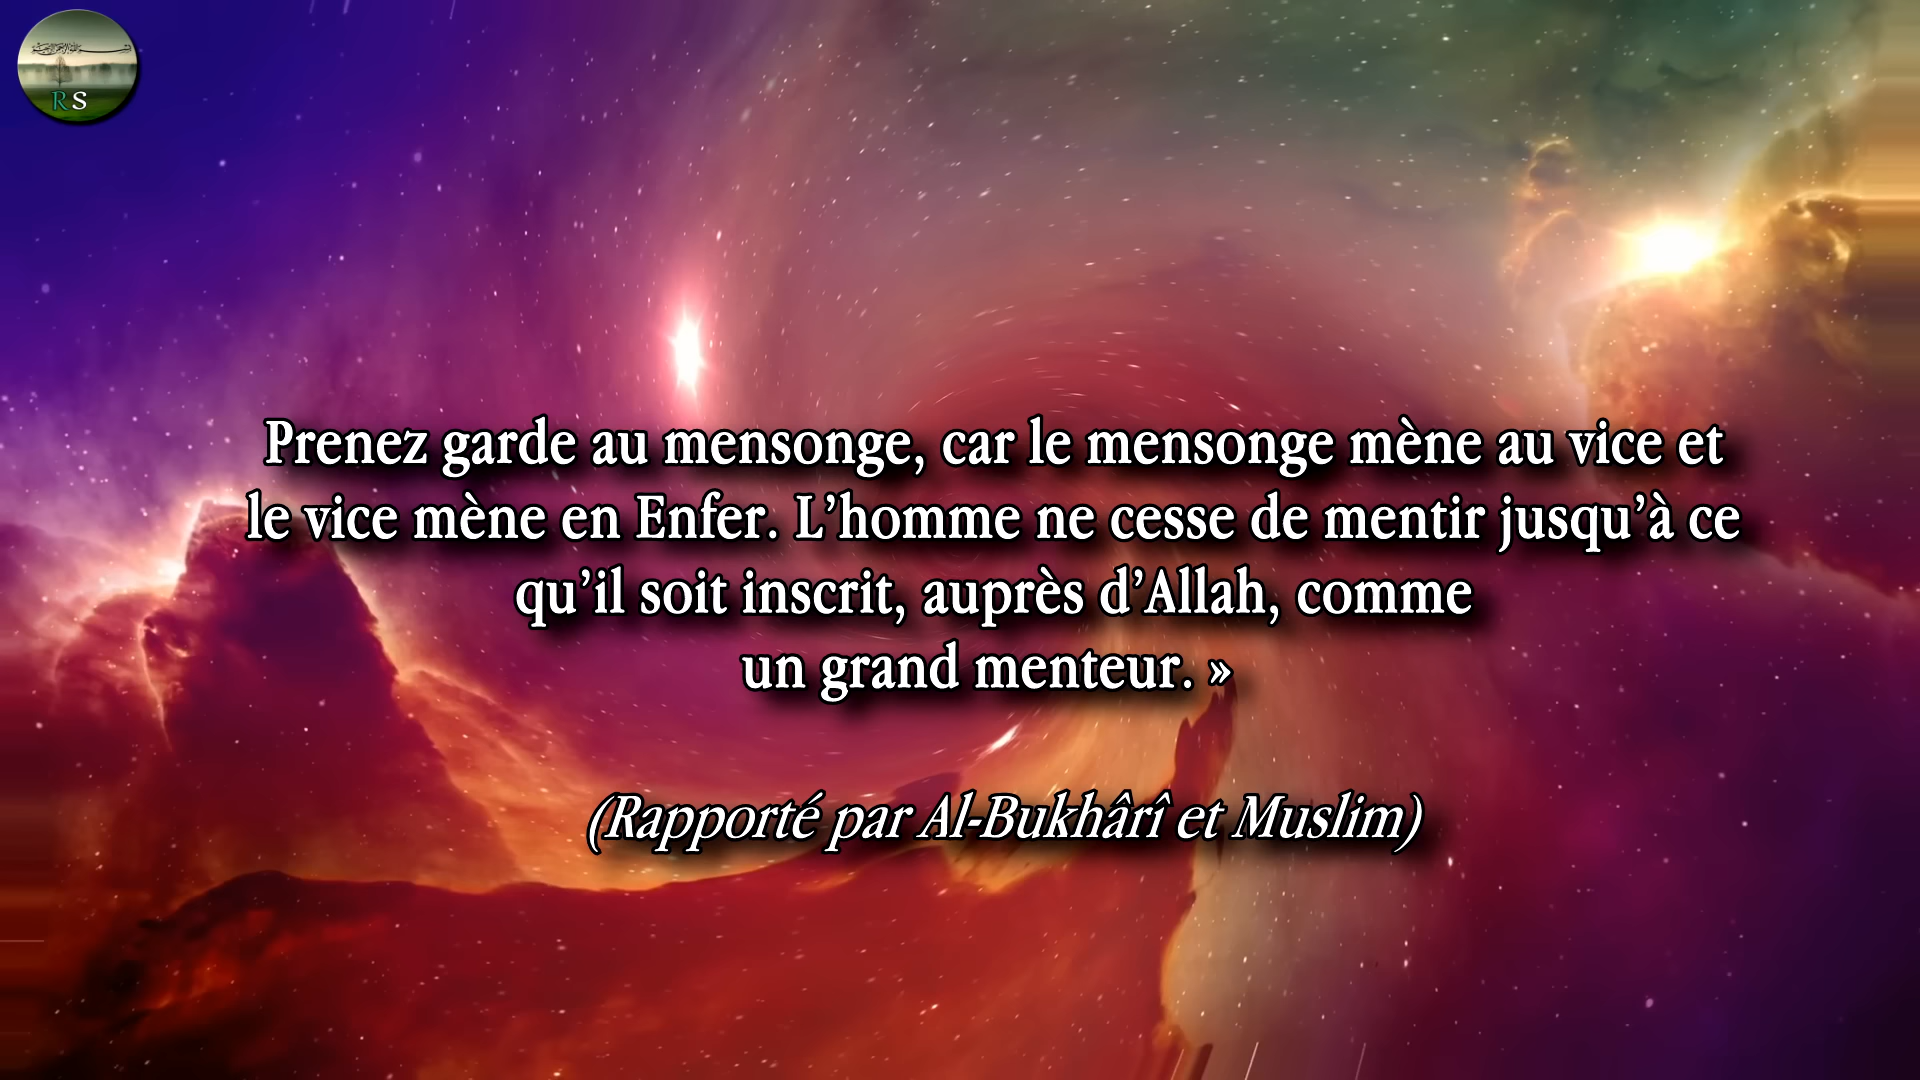 RS
Prenez garde au mensonge, car le mensonge mène au vice et
le vice mène en Enfer. L’homme ne cesse de mentir jusqu’à ce
qu’il soit inscrit, auprès d’Allah, comme
un grand menteur. »
(Rapporté par Al-Bukhârî et Muslim)